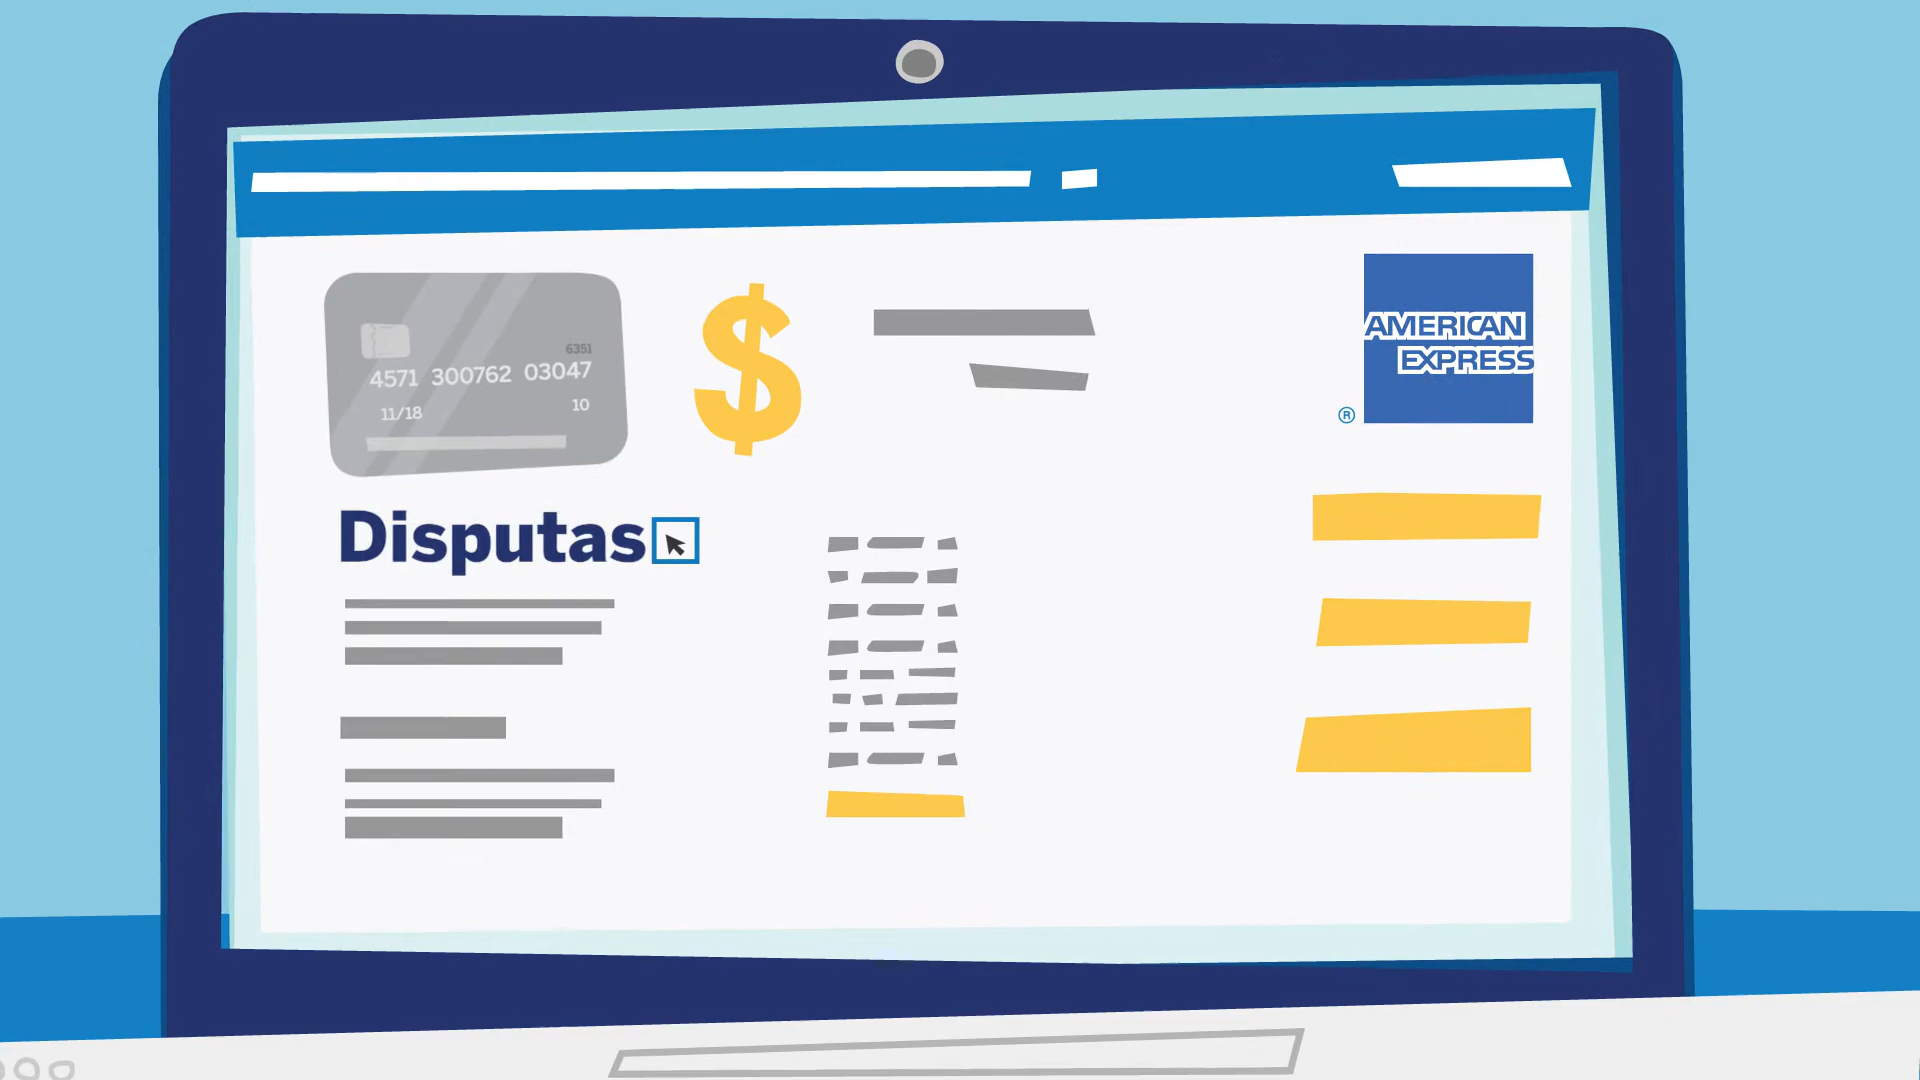 6351
4571 300762 03047
11/18 10
$
AMERICAN
EXPRESS
®
Disputas